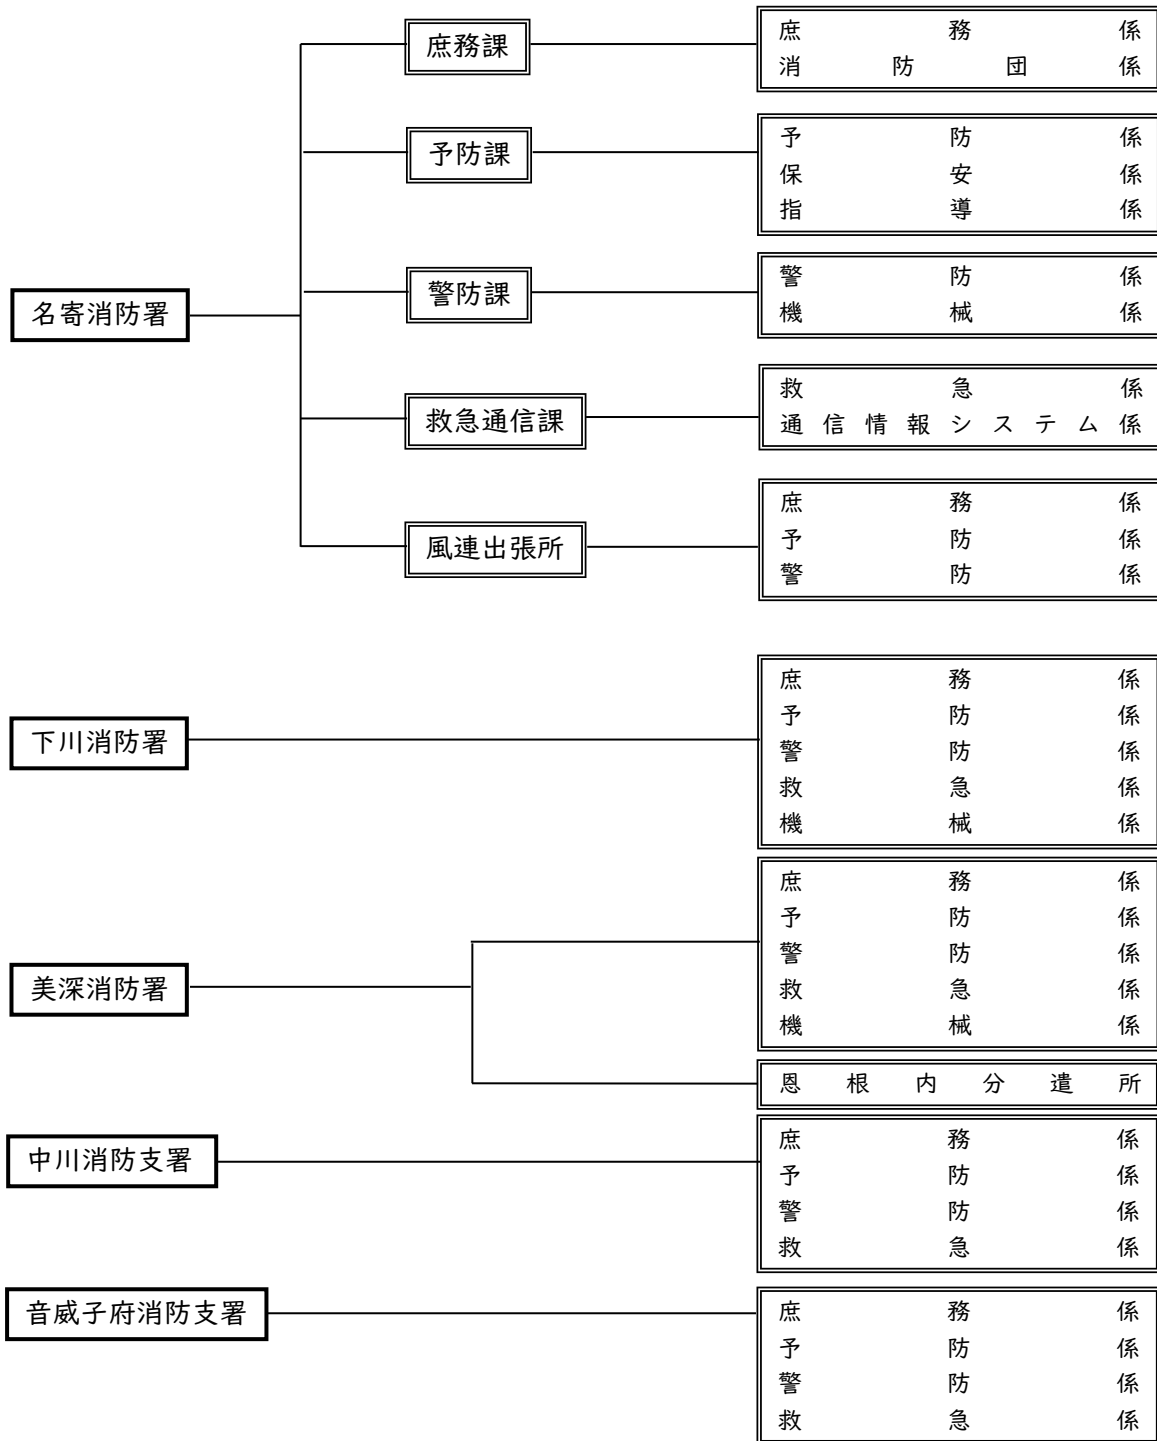 庶務課
庶務係
消防団係
予防課
予防係
保安係
指導係
名寄消防署
警防課
警防係
機械係
救急通信課
救急係
通信情報システム係
風連出張所
庶務係
予防係
警防係
下川消防署
庶務係
予防係
警防係
救急係
機械係
美深消防署
庶務係
予防係
警防係
救急係
機械係
恩根内分遣所
中川消防支署
庶務係
予防係
警防係
救急係
音威子府消防支署
庶務係
予防係
警防係
救急係